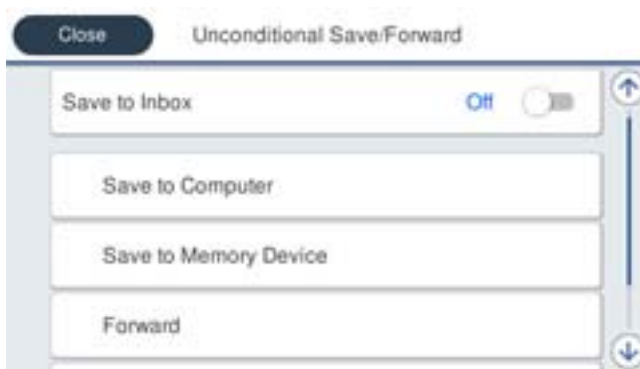 Close
Unconditional Save/Forward
Save to Inbox
Off
Save to Computer
Save to Memory Device
Forward